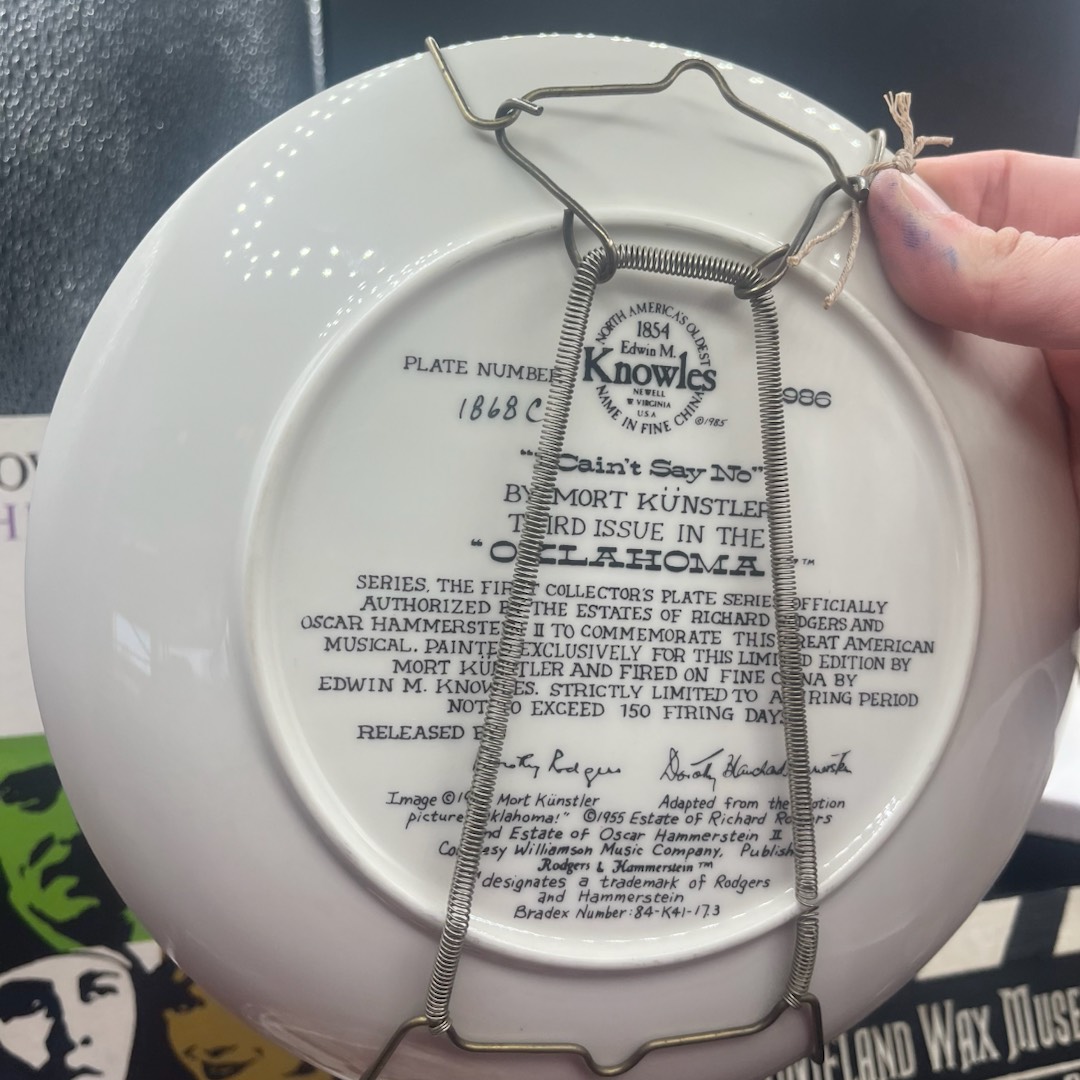 NORTH AMERICA'S OLDEST
1854
Edwin M.
Knowles
NEWELL
W VIRGINIA
U.S.A
NAME IN FINE CHINA
©1985
PLATE NUMBER
1868 C
986
Cain't Say No"
BY MORT KÜNSTLER
THIRD ISSUE IN THE
"OKLAHOMA ™
SERIES, THE FIRST COLLECTOR'S PLATE SERIES OFFICIALLY
AUTHORIZED BY THE ESTATES OF RICHARD RODGERS AND
OSCAR HAMMERSTEIN II TO COMMEMORATE THIS GREAT AMERICAN
MUSICAL. PAINTED EXCLUSIVELY FOR THIS LIMITED EDITION BY
MORT KÜNSTLER AND FIRED ON FINE CHINA BY
EDWIN M. KNOWLES. STRICTLY LIMITED TO A FIRING PERIOD
NOT TO EXCEED 150 FIRING DAYS.
RELEASED B
Dorothy Rodgers Dorothy Blanchard Hammerstein
Image © Mort Künstler Adapted from the motion
picture "Oklahoma!" ©1955 Estate of Richard Rodgers
and Estate of Oscar Hammerstein II
Courtesy Williamson Music Company, Publish
Rodgers & Hammerstein™
designates a trademark of Rodgers
and Hammerstein
Bradex Number: 84-K41-17.3
LAND WAX MUSE